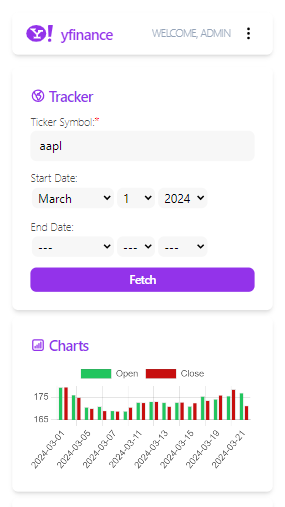 yfinance
WELCOME, ADMIN
Tracker
Ticker Symbol:*
aapl
Start Date:
March 1 2024
End Date:
--- --- ---
Fetch
Charts
Open Close
175
165
2024-03-01 2024-03-05 2024-03-07 2024-03-11 2024-03-13 2024-03-15 2024-03-19 2024-03-21